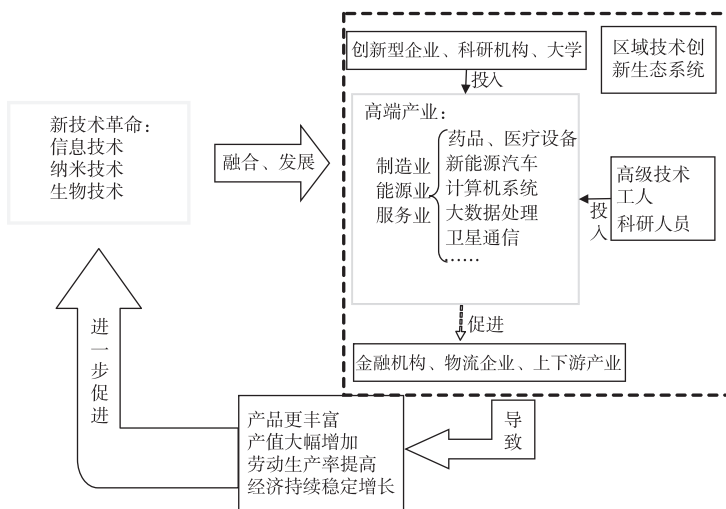 新技术革命：
信息技术
纳米技术
生物技术
融合、发展
创新型企业、科研机构、大学
区域技术创
新生态系统
投入
高端产业：
制造业
能源业
服务业
药品、医疗设备
新能源汽车
计算机系统
大数据处理
卫星通信
……
高级技术
工人
科研人员
投
入
促进
金融机构、物流企业、上下游产业
导
致
产品更丰富
产值大幅增加
劳动生产率提高
经济持续稳定增长
进
一
步
促
进